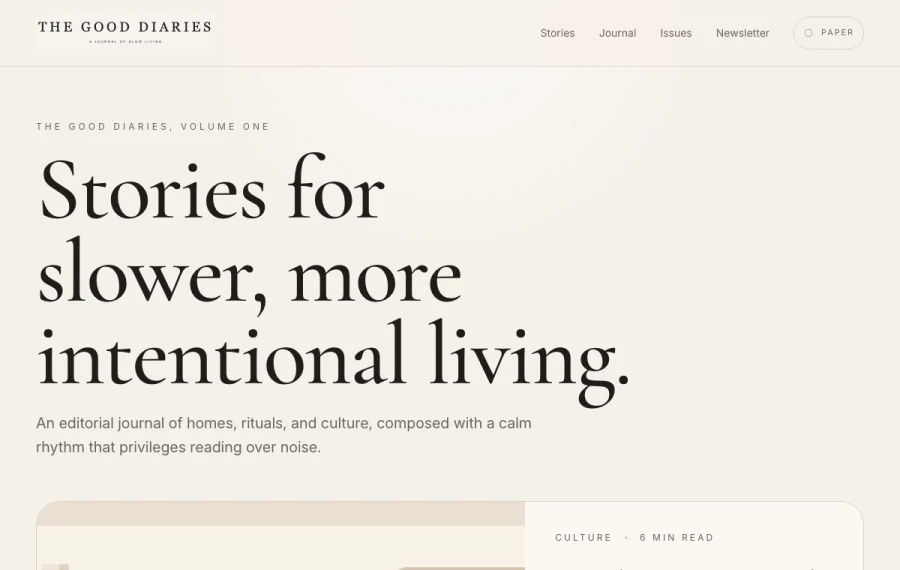 THE GOOD DIARIES
A JOURNAL OF SLOW LIVING
Stories
Journal
Issues
Newsletter
PAPER
THE GOOD DIARIES, VOLUME ONE
Stories for
slower, more
intentional living.
An editorial journal of homes, rituals, and culture, composed with a calm
rhythm that privileges reading over noise.
CULTURE • 6 MIN READ